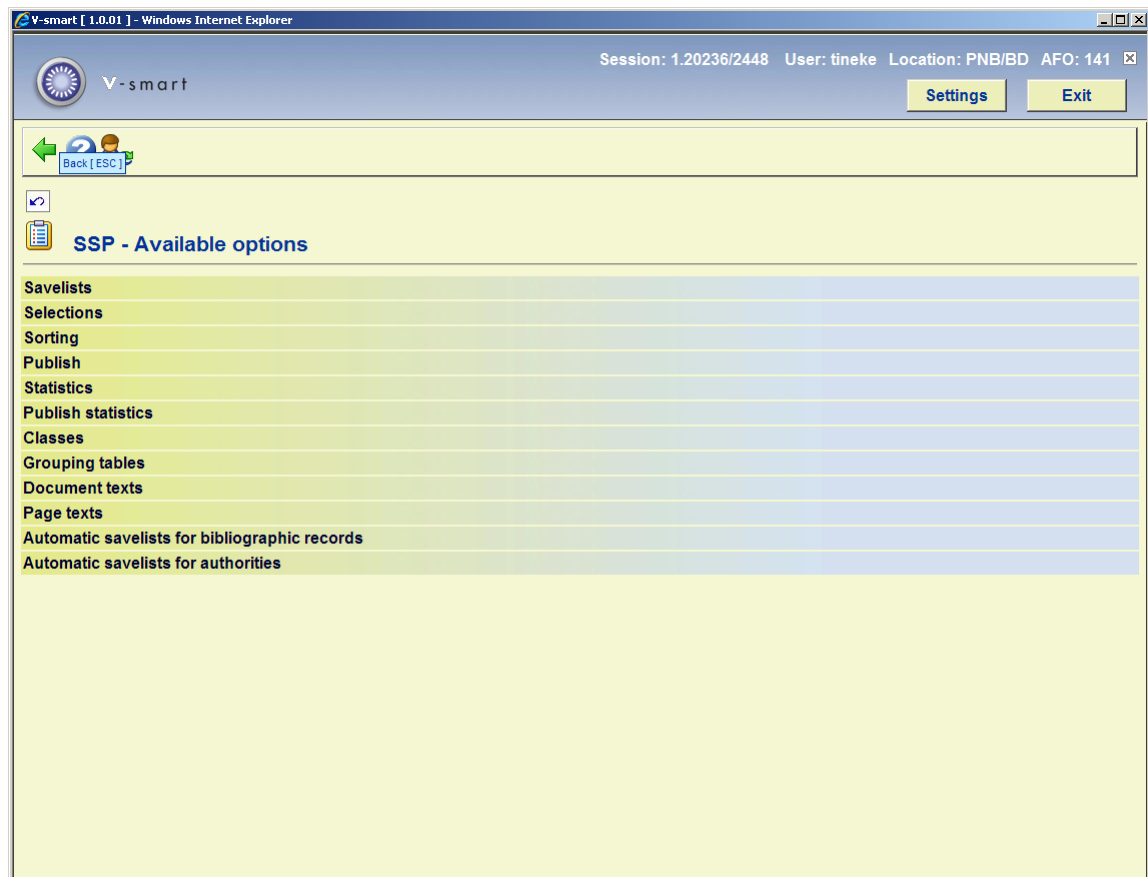 V-smart [ 1.0.01 ] - Windows Internet Explorer
Session: 1.20236/2448 User: tineke Location: PNB/BD AFO: 141
V-smart
Settings Exit
Back [ ESC ]
SSP - Available options
Savelists
Selections
Sorting
Publish
Statistics
Publish statistics
Classes
Grouping tables
Document texts
Page texts
Automatic savelists for bibliographic records
Automatic savelists for authorities